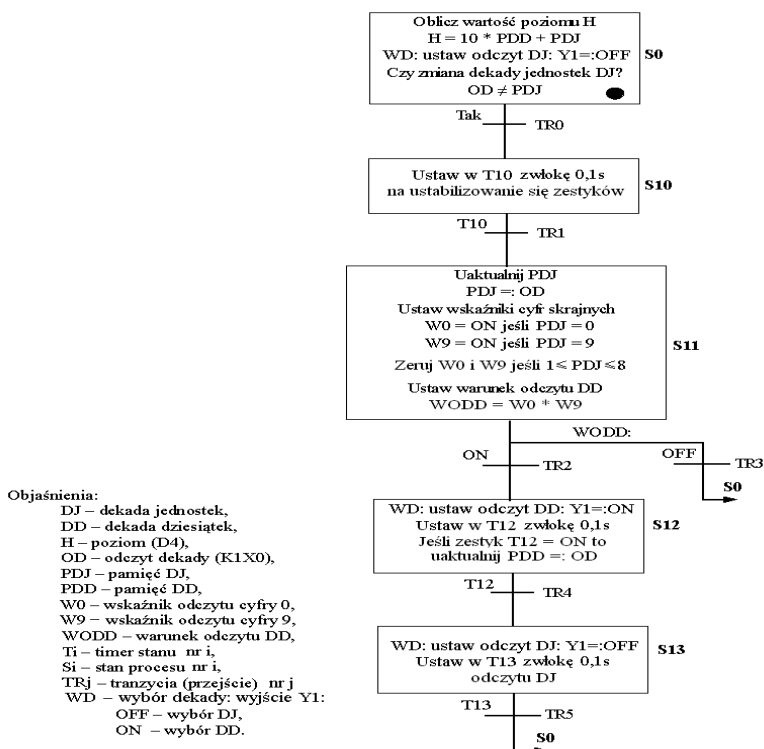 Oblicz wartość poziomu H
H = 10 * PDD + PDJ
WD: ustaw odczyt DJ: Y1=:OFF
Czy zmiana dekady jednostek DJ?
OD ≠ PDJ
S0
Tak
TR0
Ustaw w T10 zwłokę 0,1s
na ustabilizowanie się zestyków
S10
T10
TR1
Uaktualnij PDJ
PDJ =: OD
Ustaw wskaźniki cyfr skrajnych
W0 = ON jeśli PDJ = 0
W9 = ON jeśli PDJ = 9
Zeruj W0 i W9 jeśli 1≤ PDJ ≤8
Ustaw warunek odczytu DD
WODD = W0 * W9
S11
WODD:
ON
TR2
OFF
TR3
S0
WD: ustaw odczyt DD: Y1=:ON
Ustaw w T12 zwłokę 0,1s
Jeśli zestyk T12 = ON to
uaktualnij PDD =: OD
S12
T12
TR4
WD: ustaw odczyt DJ: Y1=:OFF
Ustaw w T13 zwłokę 0,1s
odczytu DJ
S13
T13
TR5
S0
Objaśnienia:
DJ – dekada jednostek,
DD – dekada dziesiątek,
H – poziom (D4),
OD – odczyt dekady (K1X0),
PDJ – pamięć DJ,
PDD – pamięć DD,
W0 – wskaźnik odczytu cyfry 0,
W9 – wskaźnik odczytu cyfry 9,
WODD – warunek odczytu DD,
Ti – timer stanu nr i,
Si – stan procesu nr i,
TRj – tranzycja (przejście) nr j
WD – wybór dekady: wyjście Y1:
OFF – wybór DJ,
ON – wybór DD.